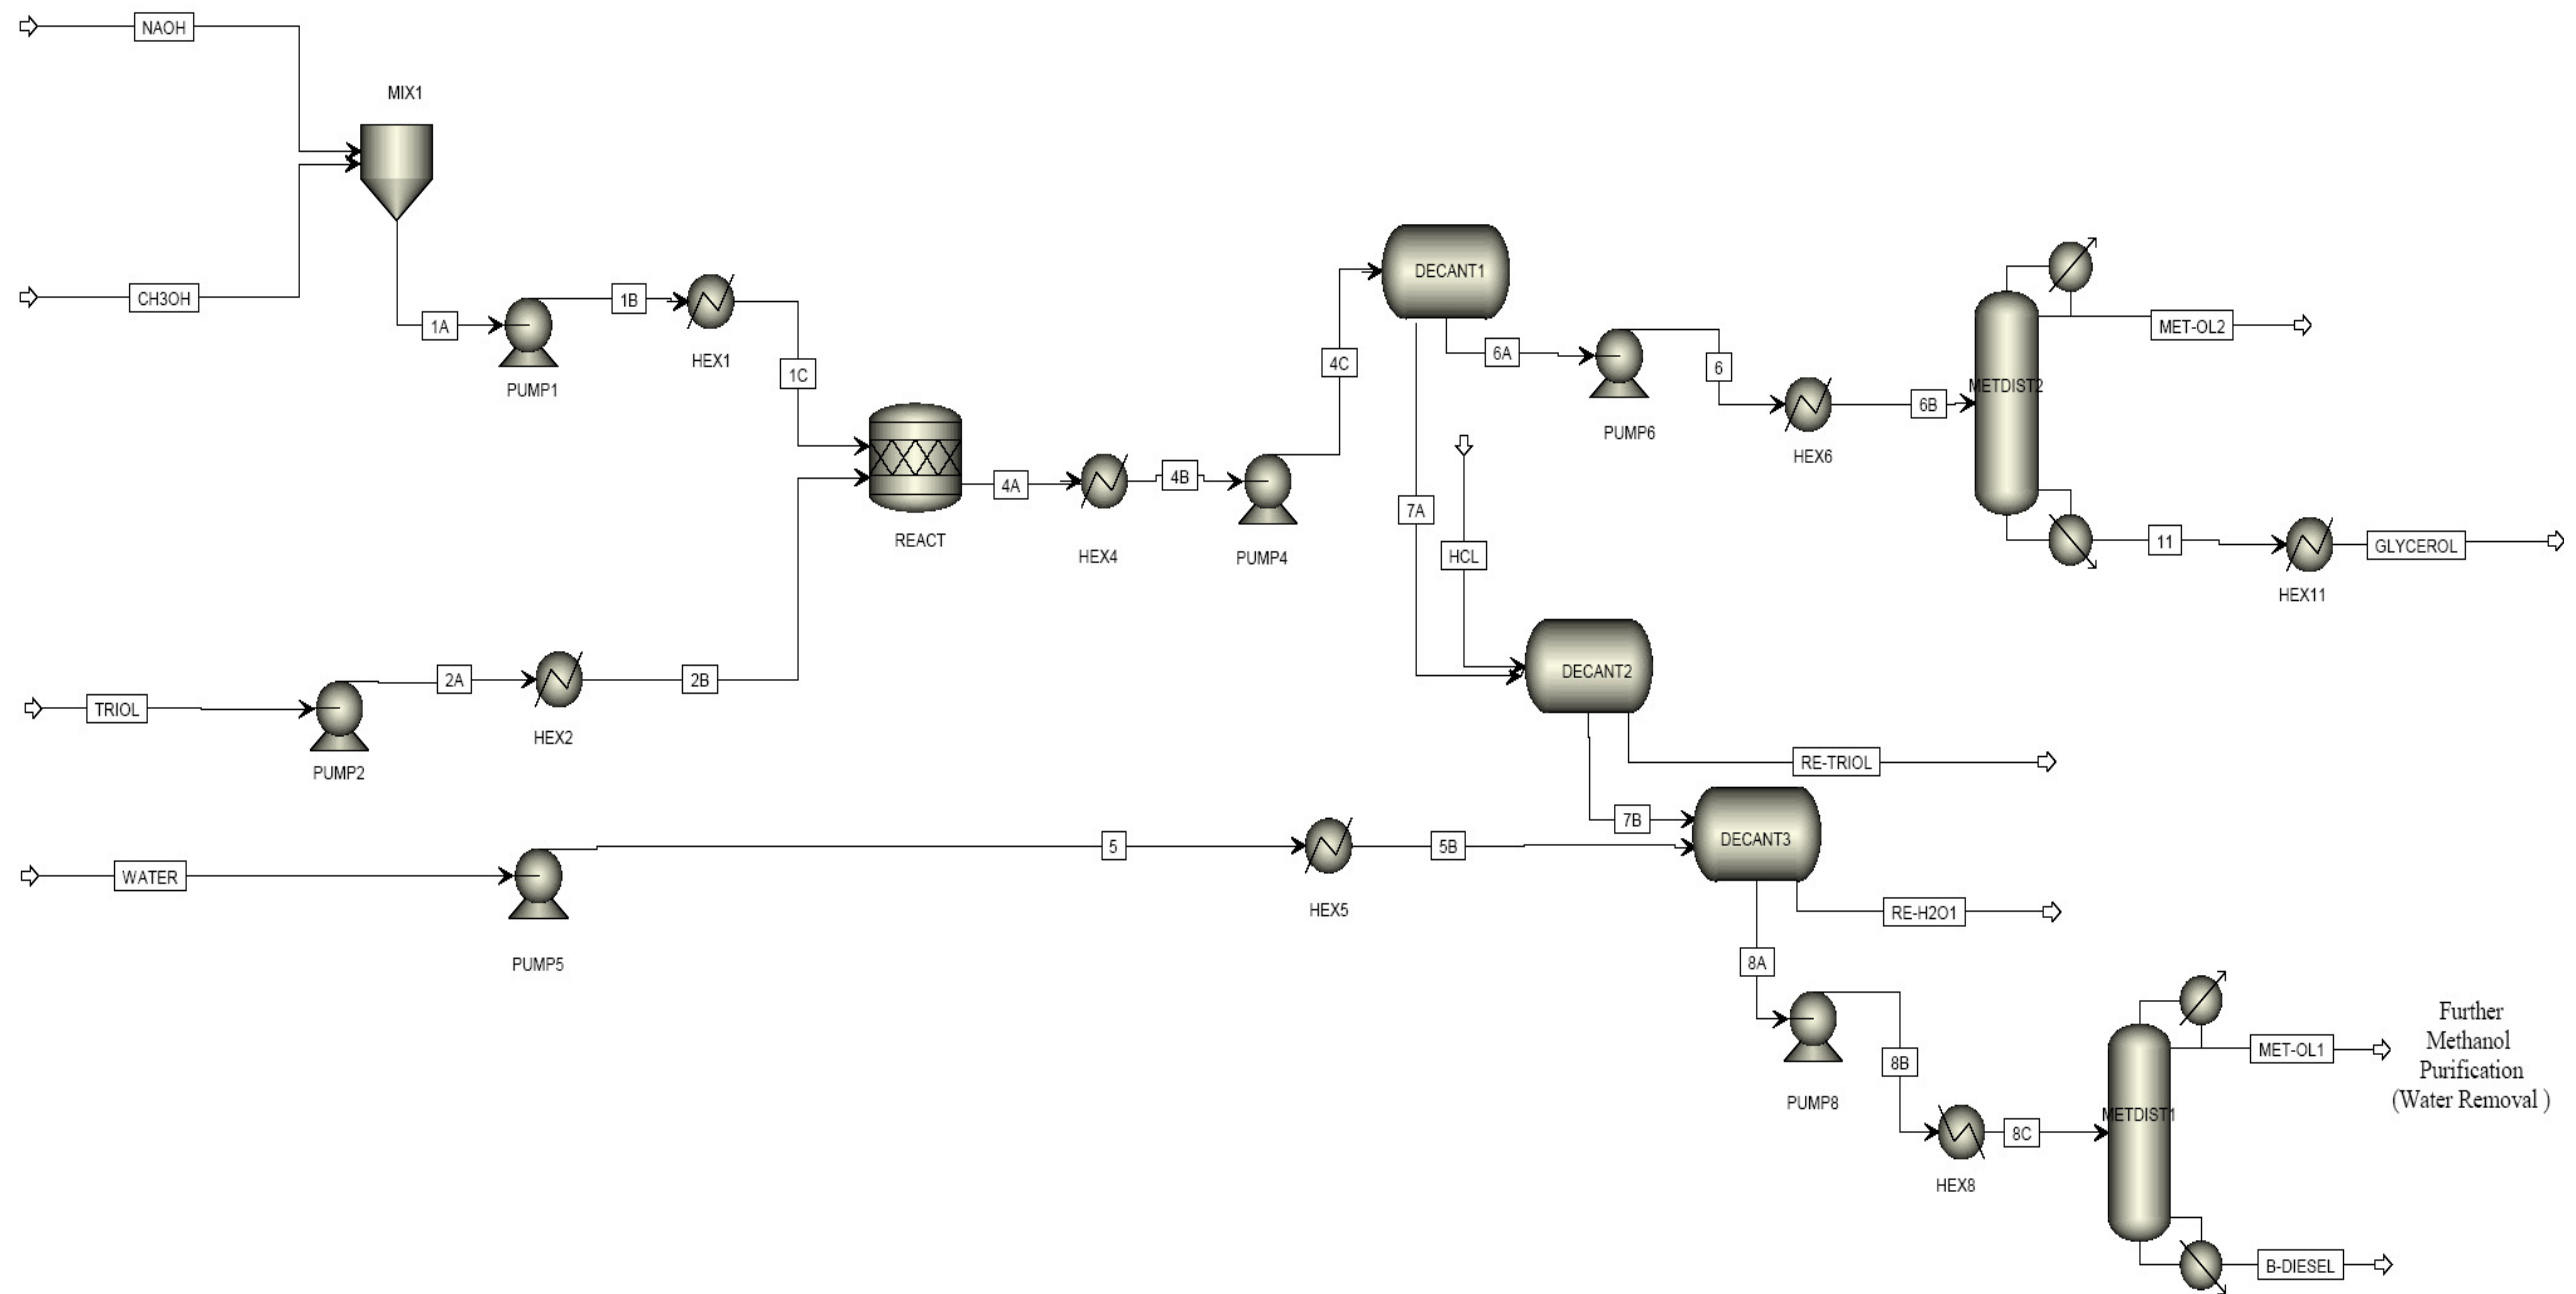 NAOH
MIX1
CH3OH
1A
PUMP1
1B
HEX1
1C
REACT
4A
HEX4
4B
PUMP4
4C
DECANT1
6A
PUMP6
6
HEX6
6B
METDIST2
MET-OL2
11
HEX11
GLYCEROL
7A
HCL
DECANT2
RE-TRIOL
TRIOL
PUMP2
2A
HEX2
2B
7B
DECANT3
WATER
PUMP5
5
HEX5
5B
RE-H2O1
8A
PUMP8
8B
HEX8
8C
METDIST1
MET-OL1
Further
Methanol
Purification
(Water Removal )
B-DIESEL